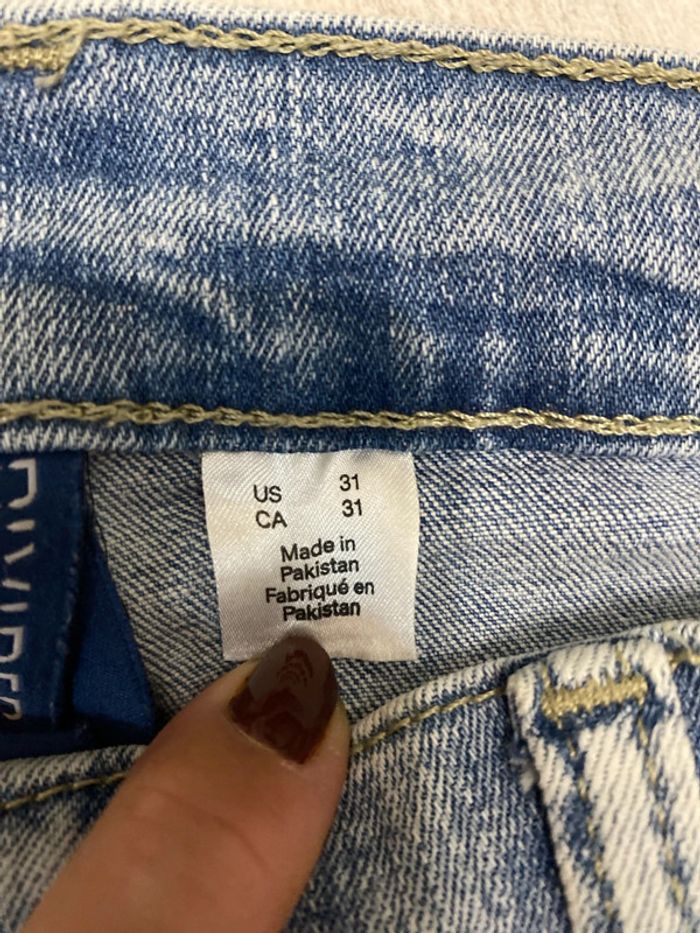 US 31
CA 31
Made in
Pakistan
Fabriqué en
Pakistan